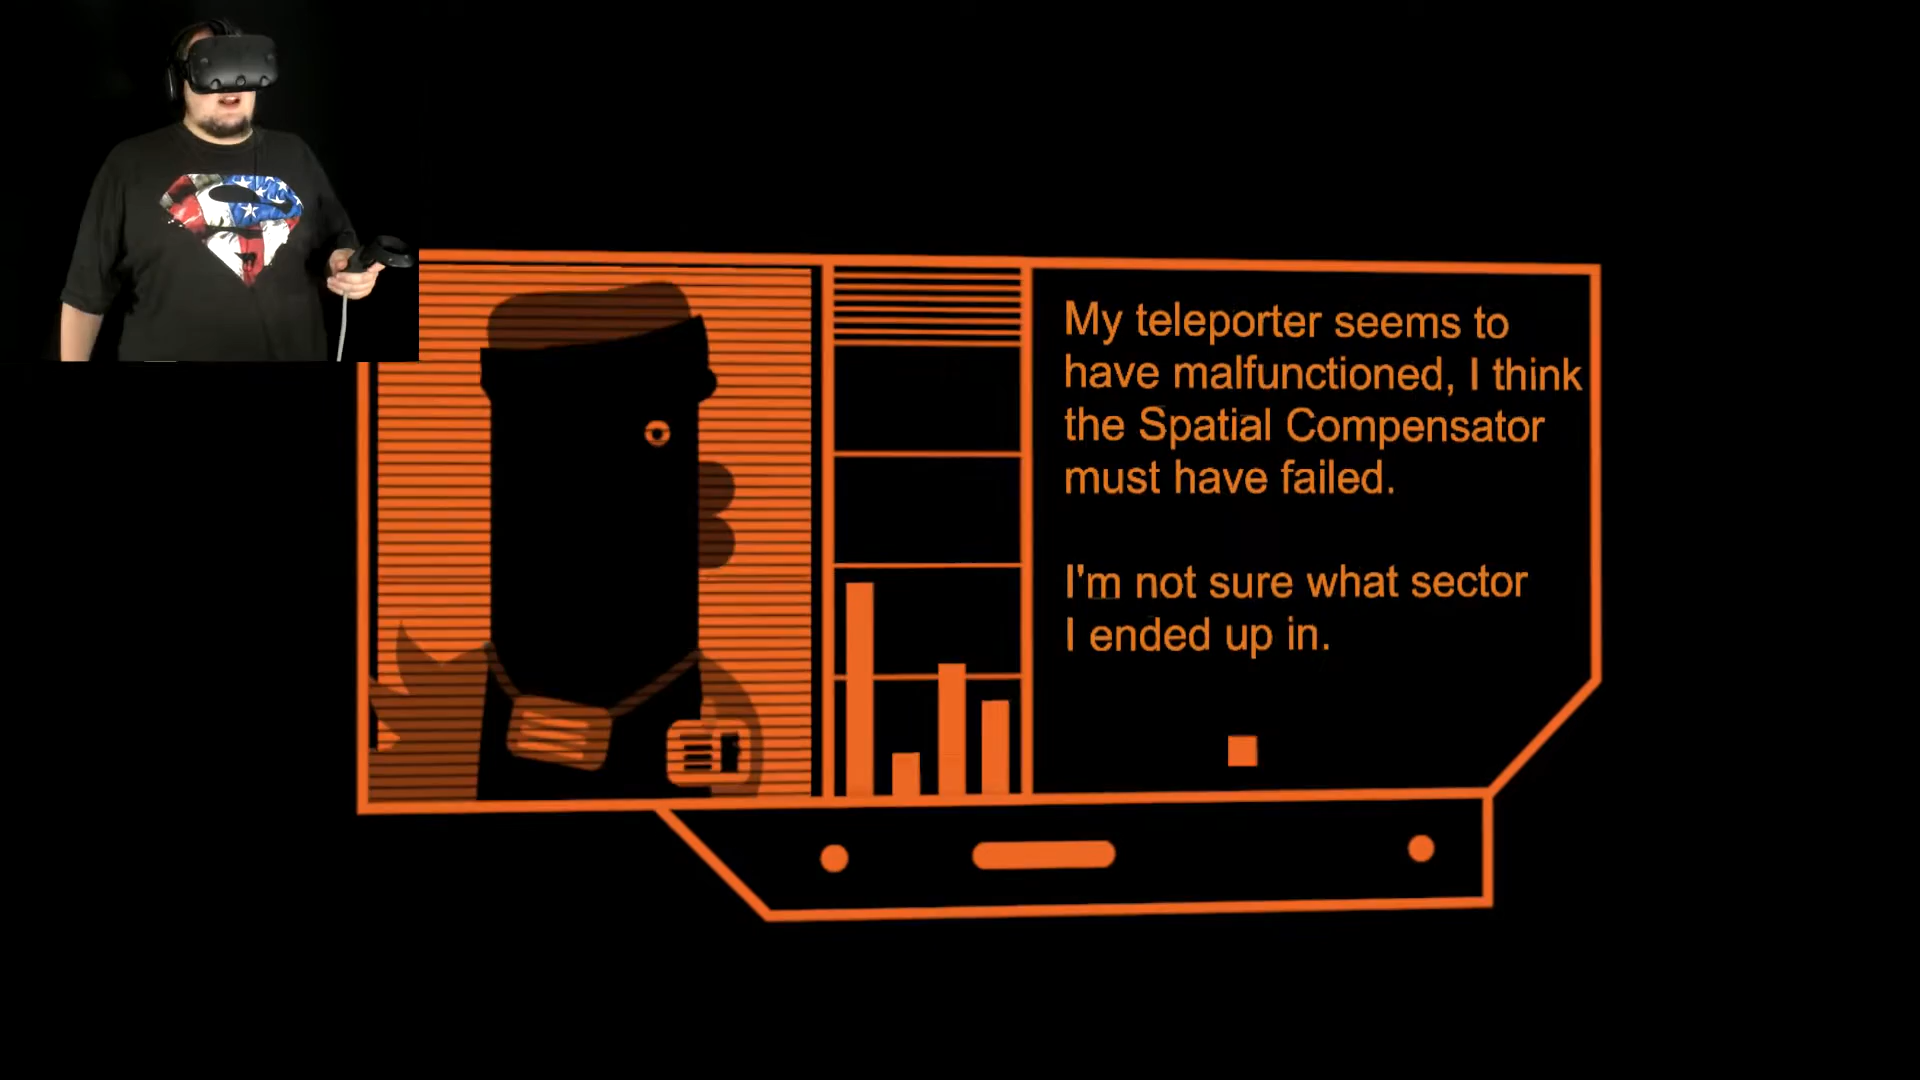 My teleporter seems to
have malfunctioned, I think
the Spatial Compensator
must have failed.
I'm not sure what sector
I ended up in.